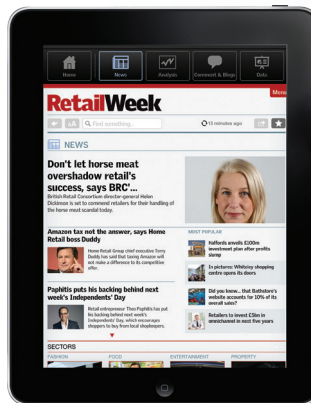 Home
News
Analysis
Comment & Blogs
Data
Menu
RetailWeek
AA
Find something...
13 minutes ago
NEWS
Don't let horse meat
overshadow retail's
success, says BRC'...
British Retail Consortium director-general Helen
Dickinson is set to commend retailers for their handling of
the horse meat scandal today.
Amazon tax not the answer, says Home
Retail boss Duddy
Home Retail Group chief executive Terry
Duddy has said that taxing Amazon will
not make a difference to its competitive
offer.
Paphitis puts his backing behind next
week's Independents' Day
Retail entrepreneur Theo Paphitis has put
his backing behind next week's
Independents' Day, which encourages
shoppers to buy from local shopkeepers.
MOST POPULAR
Halfords unveils £100m
investment plan after profits
slump
In pictures: Whiteley shopping
centre opens its doors
Did you know... that Bathstore's
website accounts for 10% of its
overall sales?
Retailers to invest £5bn in
omnichannel in next five years
SECTORS
FASHION
FOOD
ENTERTAINMENT
PROPERTY